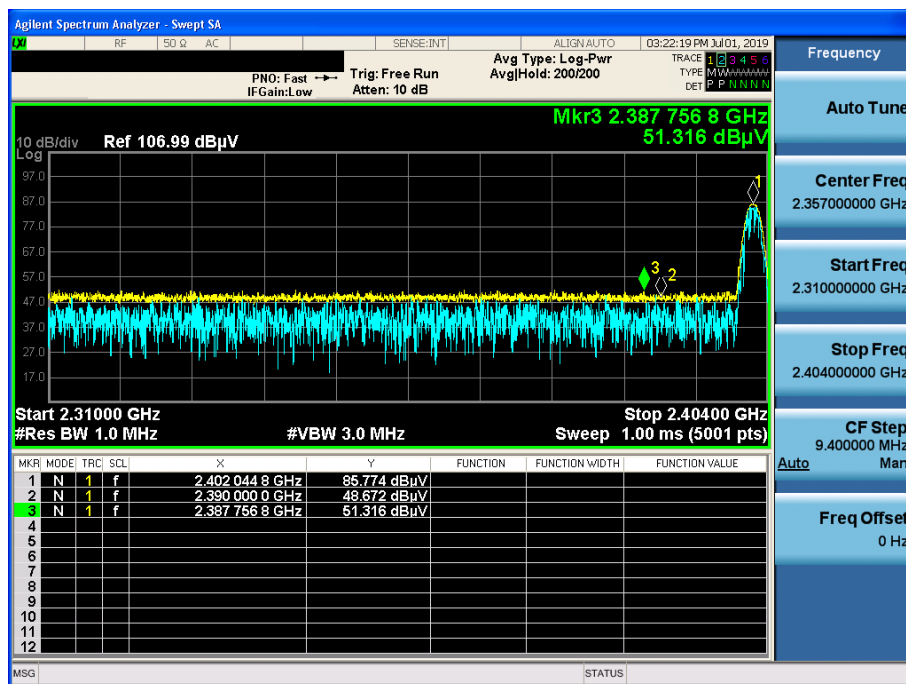 Agilent Spectrum Analyzer - Swept SA
LXI RF 50 Ω AC SENSE:INT ALIGN AUTO 03:22:19 PM Jul 01, 2019
Frequency
PNO: Fast Trig: Free Run Avg Type: Log-Pwr TRACE 1 2 3 4 5 6
IFGain:Low Atten: 10 dB Avg|Hold: 200/200 TYPE M W W W W W
DET P P N N N N
Auto Tune
Mkr3 2.387 756 8 GHz
51.316 dBµV
10 dB/div Ref 106.99 dBµV
Log
97.0
87.0
77.0
67.0
57.0
47.0
37.0
27.0
17.0
1
3 2
Start 2.31000 GHz Stop 2.40400 GHz
#Res BW 1.0 MHz #VBW 3.0 MHz Sweep 1.00 ms (5001 pts)
Center Freq
2.357000000 GHz
Start Freq
2.310000000 GHz
Stop Freq
2.404000000 GHz
CF Step
9.400000 MHz
Auto Man
Freq Offset
0 Hz
MKR MODE TRC SCL X Y FUNCTION FUNCTION WIDTH FUNCTION VALUE
1 N 1 f 2.402 044 8 GHz 85.774 dBµV
2 N 1 f 2.390 000 0 GHz 48.672 dBµV
3 N 1 f 2.387 756 8 GHz 51.316 dBµV
4
5
6
7
8
9
10
11
12
MSG STATUS